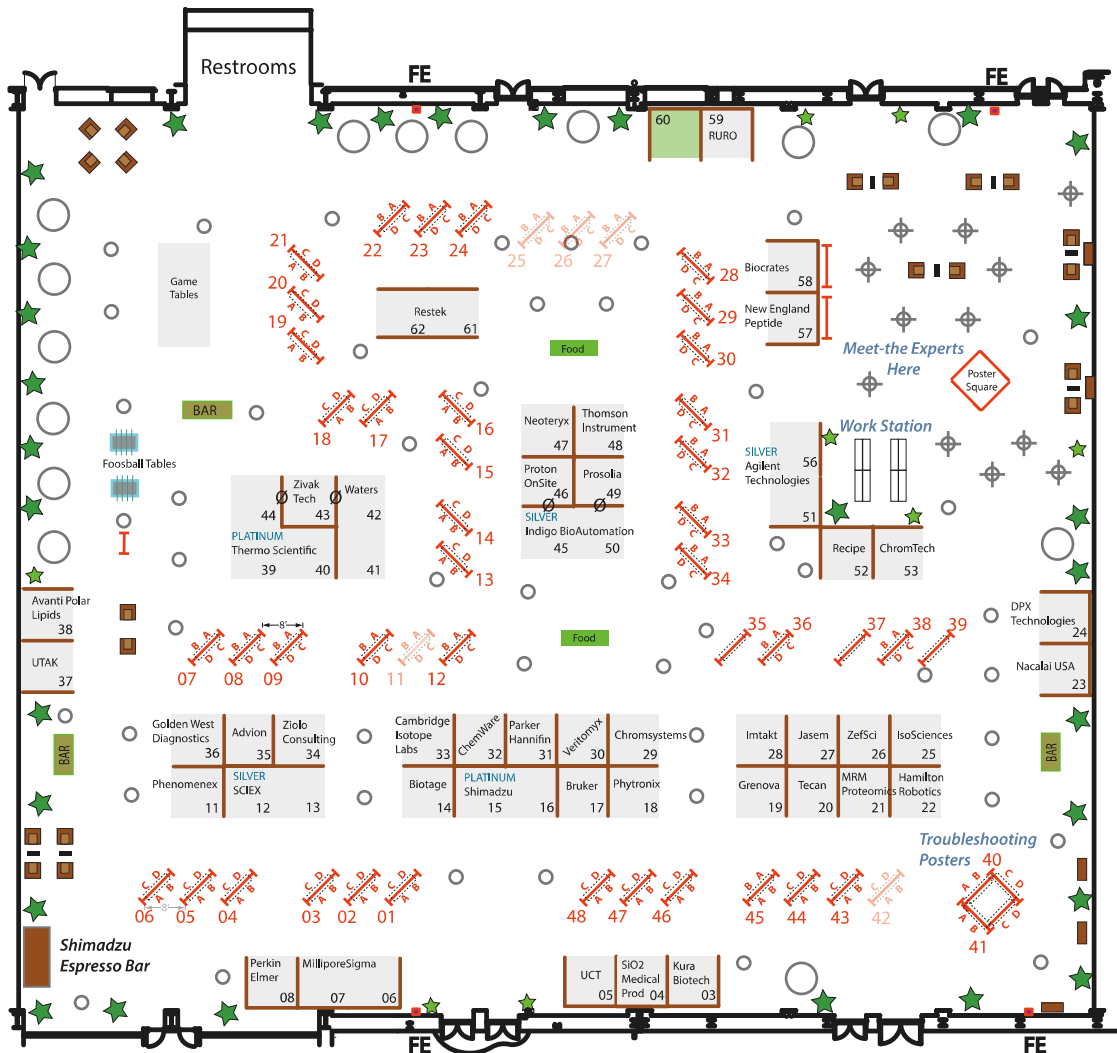 Restrooms
FE
FE
60
59
RURO
21
C D
A B
20
C D
A B
19
C D
A B
22
B A
D C
23
B A
D C
24
B A
D C
25
B A
D C
26
B A
D C
27
B A
D C
Game
Tables
Restek
62
61
Food
28
B A
D C
29
B A
D C
30
B A
D C
Biocrates
58
New England
Peptide
57
Meet-the Experts
Here
Poster
Square
BAR
18
C D
A B
17
C D
A B
16
C D
A B
15
C D
A B
Neoteryx
47
Thomson
Instrument
48
Proton
OnSite
46
Prosolia
49
SILVER
Indigo BioAutomation
45
50
31
B A
D C
32
B A
D C
Work Station
SILVER
Agilent
Technologies
56
51
Foosball Tables
Zivak
Tech
44
43
Waters
42
PLATINUM
Thermo Scientific
39
40
41
14
C D
A B
13
C D
A B
33
B A
D C
34
B A
D C
Recipe
52
ChromTech
53
Avanti Polar
Lipids
38
UTAK
37
8'
07
B A
D C
08
B A
D C
09
B A
D C
10
B A
D C
11
B A
D C
12
B A
D C
Food
35
36
B A
D C
37
38
B A
D C
39
DPX
Technologies
24
Nacalai USA
23
BAR
Golden West
Diagnostics
36
Advion
35
Ziolo
Consulting
34
Phenomenex
11
SILVER
SCIEX
12
13
Cambridge
Isotope
Labs
33
ChemWare
32
Parker
Hannifin
31
Veritomyx
30
Chromsystems
29
Biotage
14
PLATINUM
Shimadzu
15
16
Bruker
17
Phytronix
18
Imtakt
28
Jasem
27
ZefSci
26
IsoSciences
25
Grenova
19
Tecan
20
MRM
Proteomics
21
Hamilton
Robotics
22
BAR
Troubleshooting
Posters
06
C D
A B
8'
05
C D
A B
04
C D
A B
03
C D
A B
02
C D
A B
01
C D
A B
48
C D
A B
47
C D
A B
46
C D
A B
45
C D
A B
44
C D
A B
43
C D
A B
42
C D
A B
40
A B
C D
41
A B
C D
Shimadzu
Espresso Bar
Perkin
Elmer
08
MilliporeSigma
07
06
UCT
05
SiO2
Medical
Prod
04
Kura
Biotech
03
FE
FE